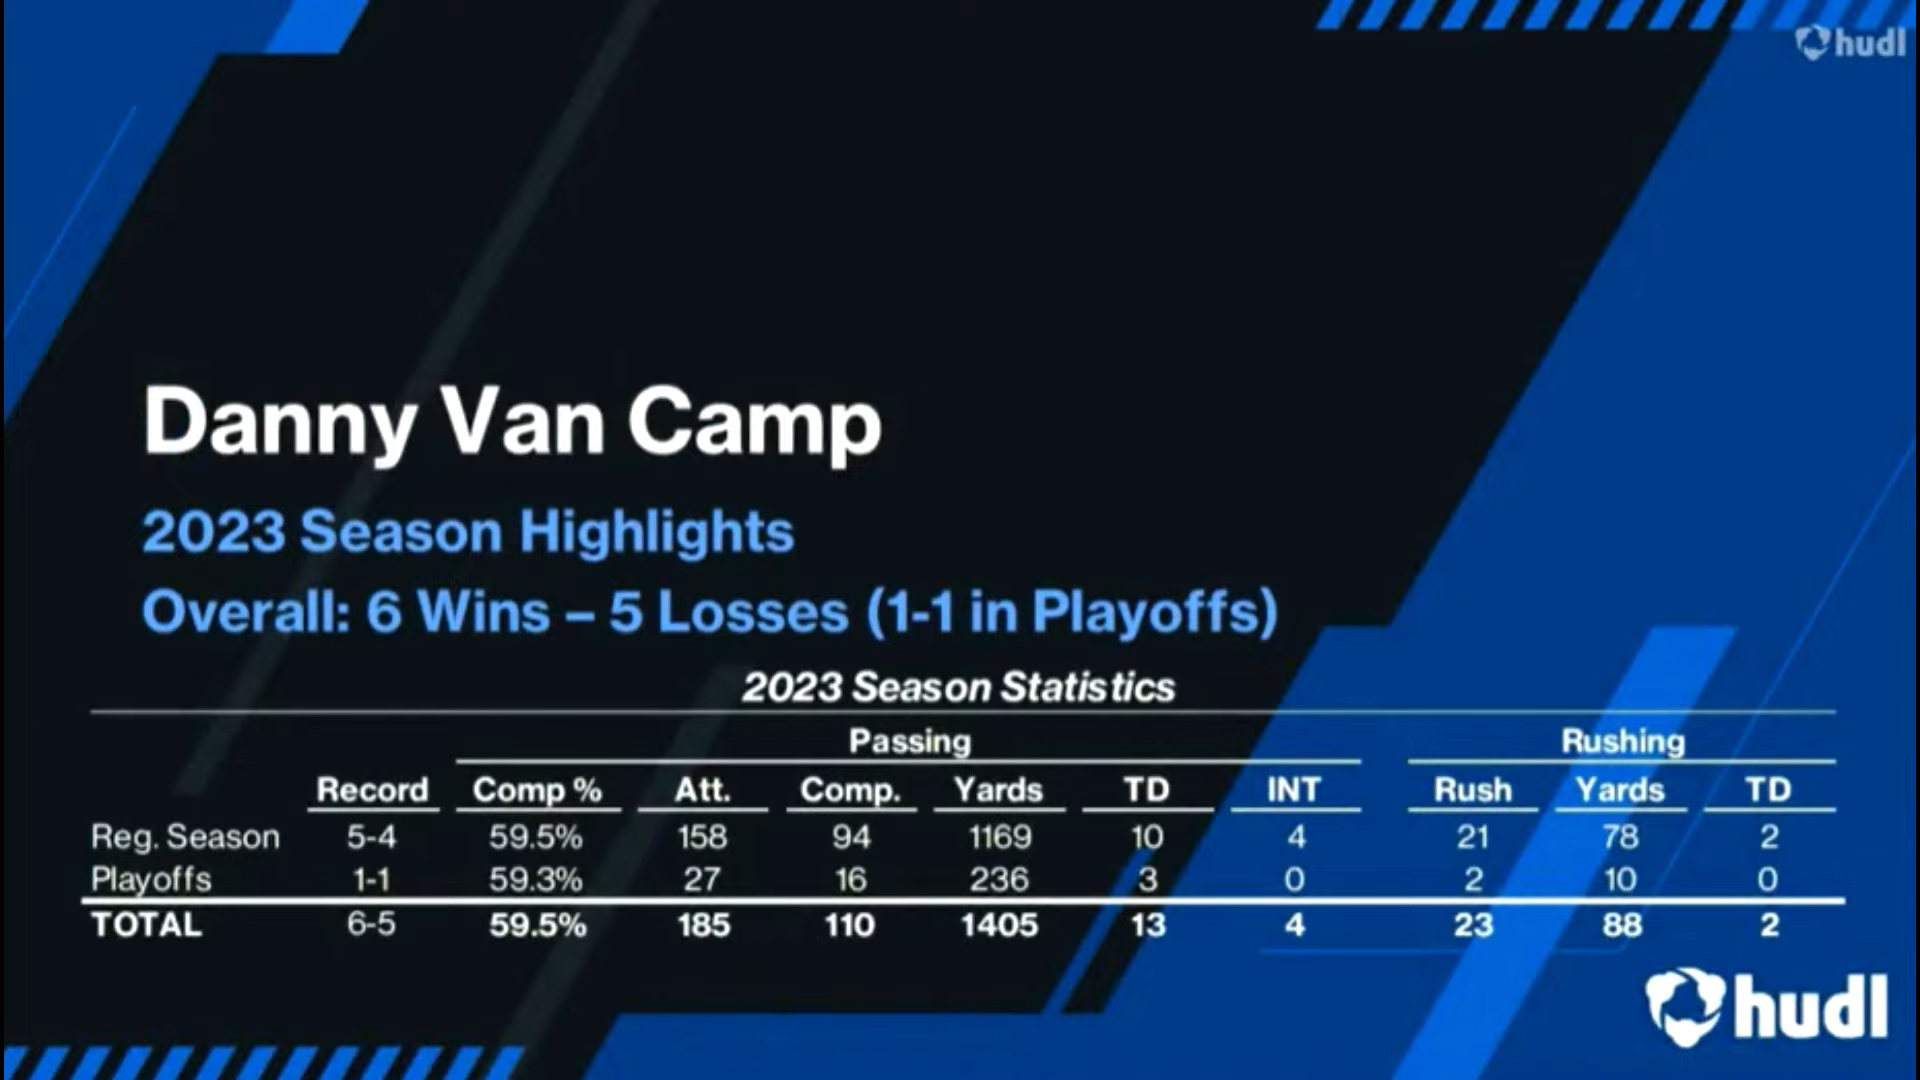 hudl
Danny Van Camp
2023 Season Highlights
Overall: 6 Wins – 5 Losses (1-1 in Playoffs)
2023 Season Statistics
Passing Rushing
Record Comp % Att. Comp. Yards TD INT Rush Yards TD
Reg. Season 5-4 59.5% 158 94 1169 10 4 21 78 2
Playoffs 1-1 59.3% 27 16 236 3 0 2 10 0
TOTAL 6-5 59.5% 185 110 1405 13 4 23 88 2
hudl